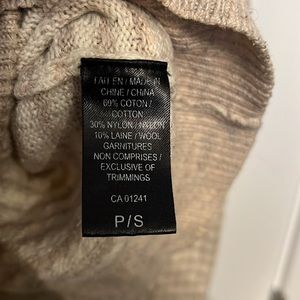 FAIT EN / MADE IN
CHINE / CHINA
60% COTON /
COTTON
30% NYLON / NYLON
10% LAINE / WOOL
GARNITURES
NON COMPRISES /
EXCLUSIVE OF
TRIMMINGS
CA 01241
P/S